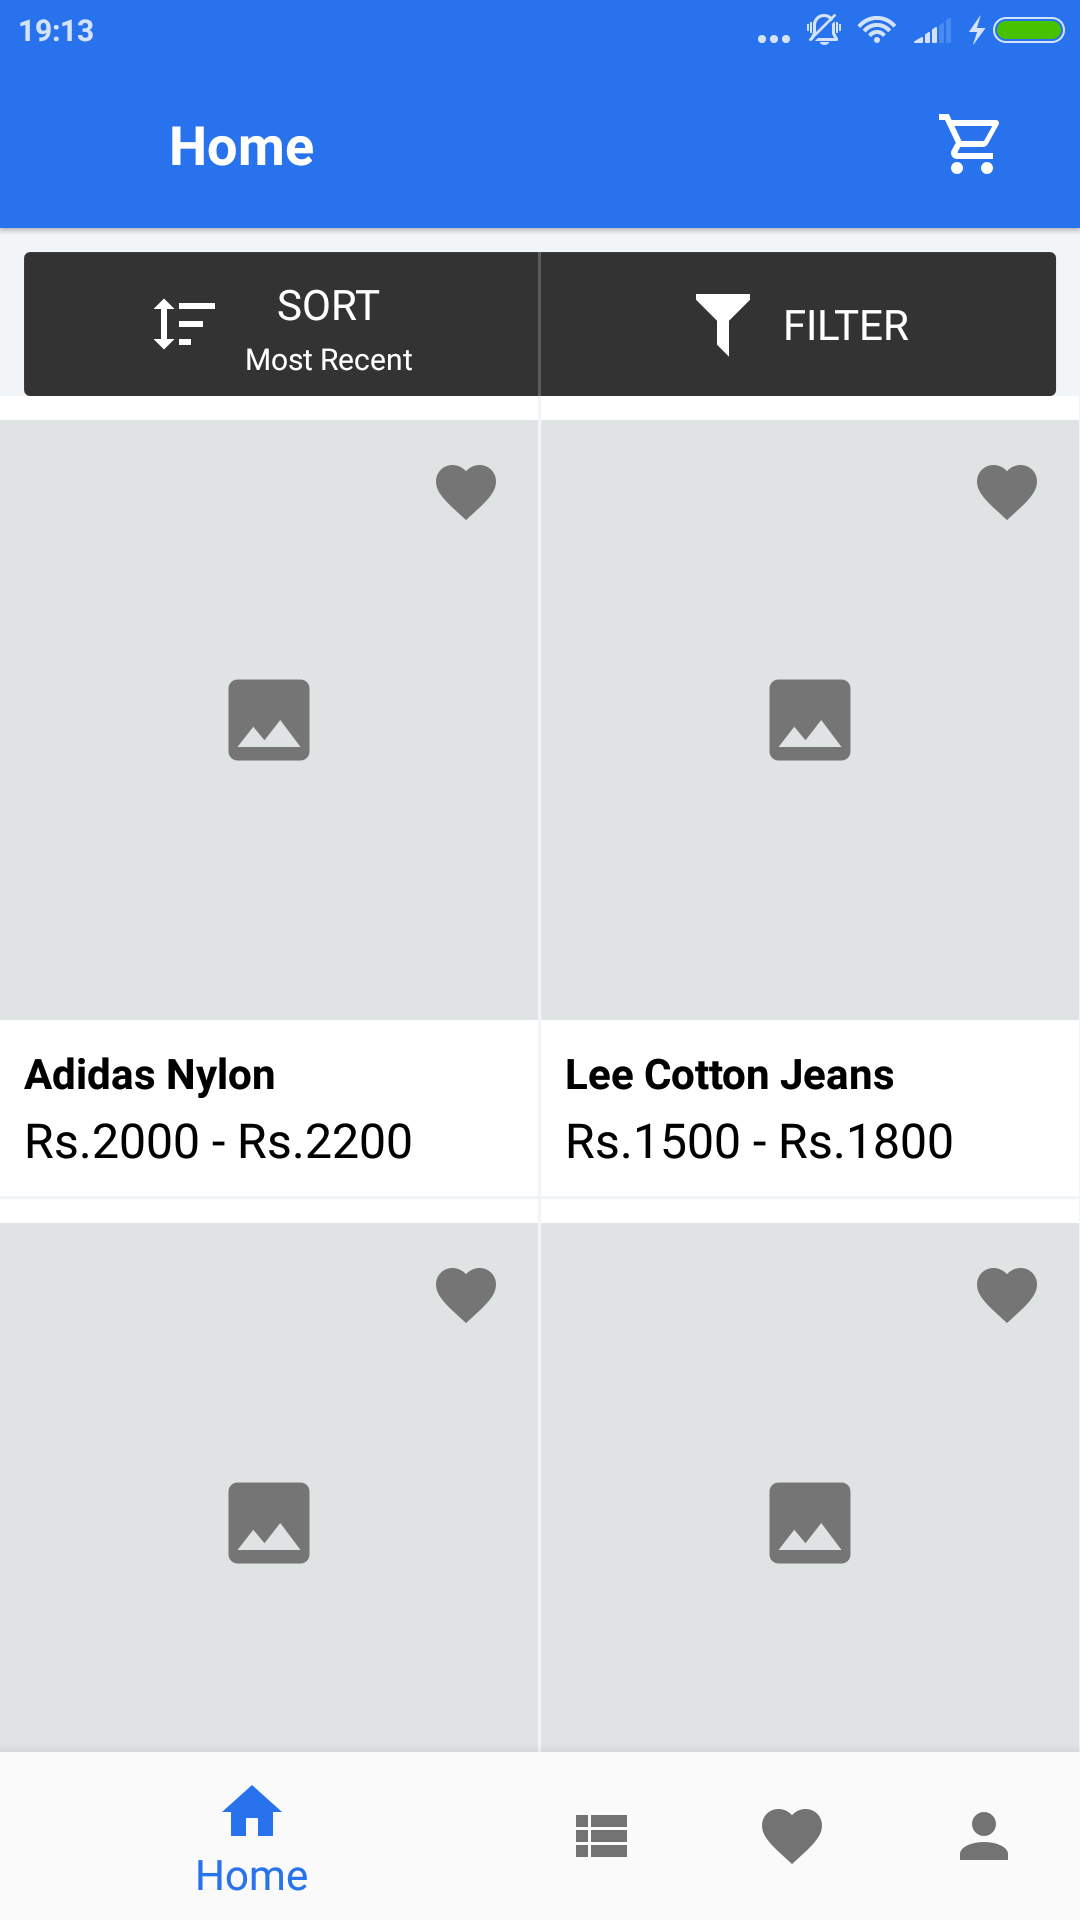 19:13
Home
SORT
Most Recent
FILTER
Adidas Nylon
Rs.2000 - Rs.2200
Lee Cotton Jeans
Rs.1500 - Rs.1800
Home